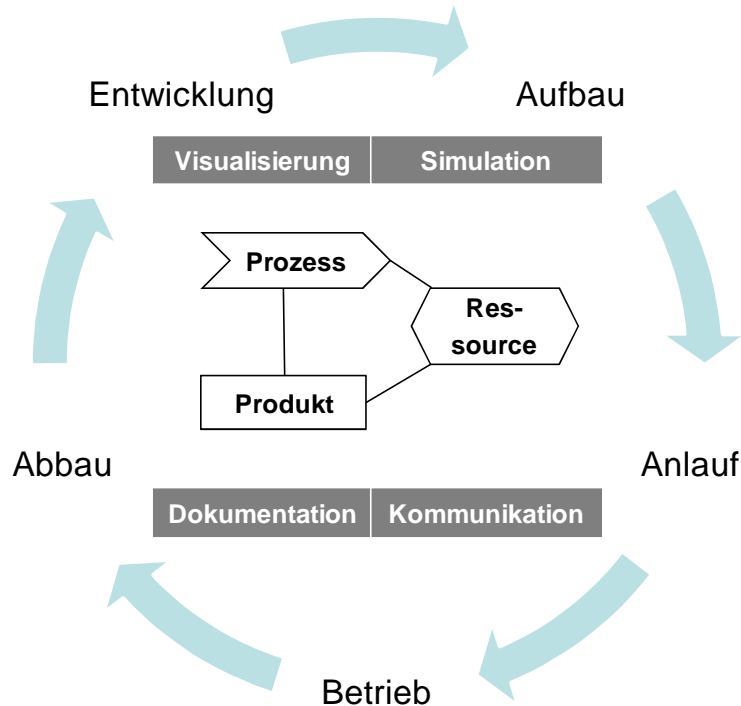 Entwicklung
Aufbau
Visualisierung
Simulation
Prozess
Res-
source
Produkt
Abbau
Anlauf
Dokumentation
Kommunikation
Betrieb